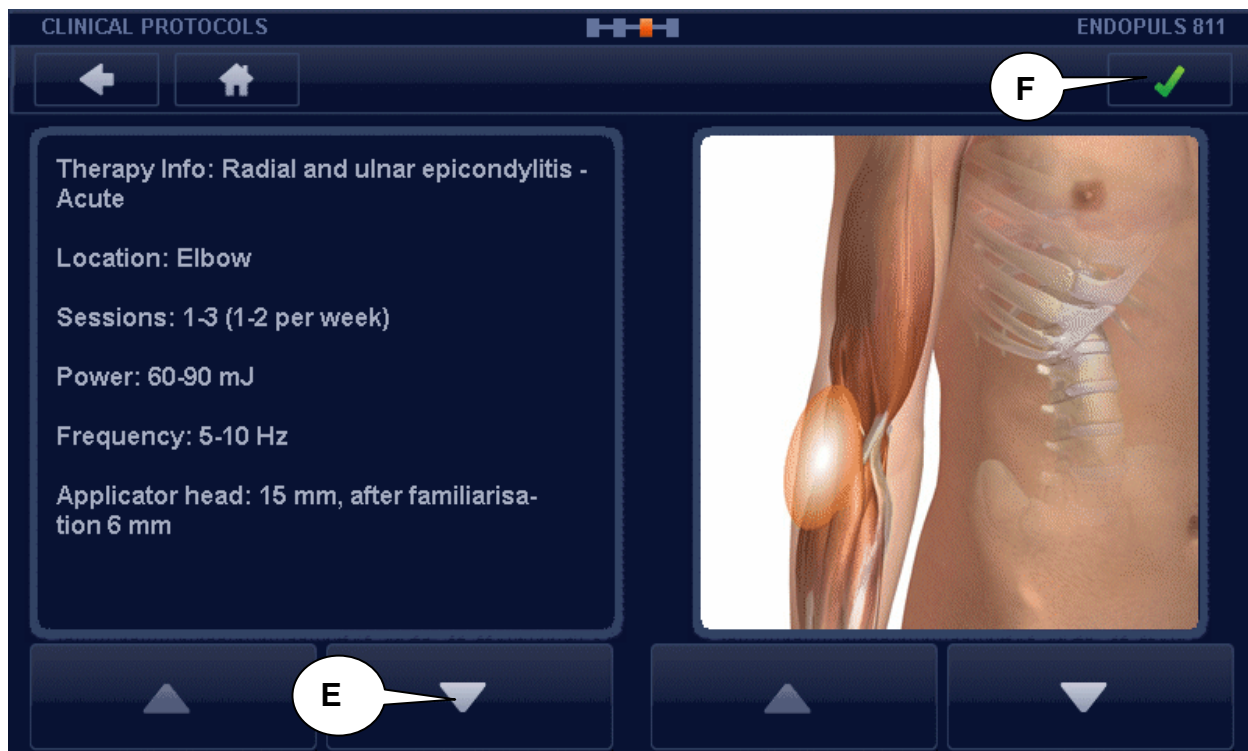 CLINICAL PROTOCOLS
ENDOPULS 811
F
Therapy Info: Radial and ulnar epicondylitis -
Acute
Location: Elbow
Sessions: 1-3 (1-2 per week)
Power: 60-90 mJ
Frequency: 5-10 Hz
Applicator head: 15 mm, after familiarisa-
tion 6 mm
E